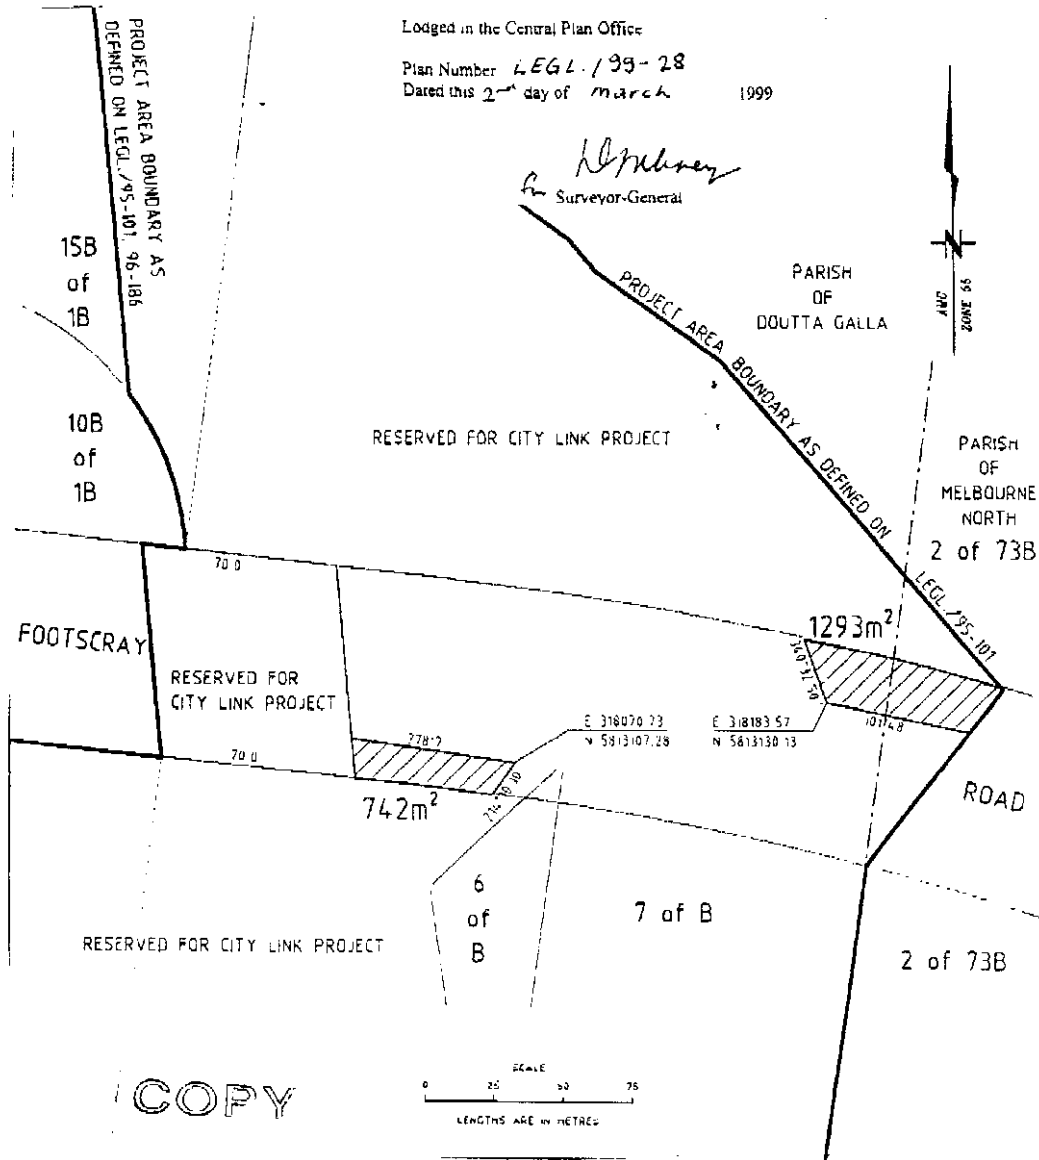 Lodged in the Central Plan Office
Plan Number LEGL./99-28
Dated this 2nd day of march 1999
for Surveyor-General
PROJECT AREA BOUNDARY AS
DEFINED ON LEGL./95-101, 96-186
15B
of
1B
10B
of
1B
PARISH
OF
DOUTTA GALLA
AMG
ZONE 55
PROJECT AREA BOUNDARY AS DEFINED ON LEGL./95-101
RESERVED FOR CITY LINK PROJECT
PARISH
OF
MELBOURNE
NORTH
2 of 73B
70.0
FOOTSCRAY
RESERVED FOR
CITY LINK PROJECT
1293m²
E 318070.73
N 5813107.28
E 318183.57
N 5813130.13
101°48
70.0
742m²
ROAD
6
of
B
7 of B
RESERVED FOR CITY LINK PROJECT
2 of 73B
COPY
SCALE
0 25 50 75
LENGTHS ARE IN METRES